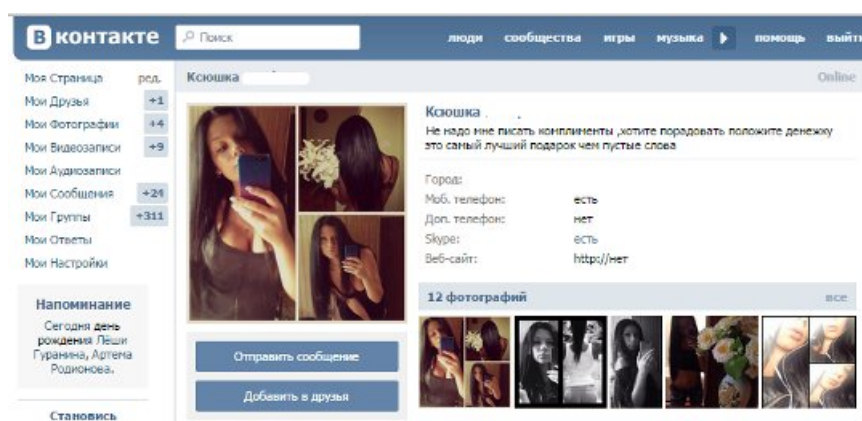 В контакте
Поиск
люди сообщества игры музыка помощь выйти
Моя Страница ред.
Мои Друзья +1
Мои Фотографии +4
Мои Видеозаписи +9
Мои Аудиозаписи
Мои Сообщения +24
Мои Группы +311
Мои Ответы
Мои Настройки
Напоминание
Сегодня день
рождения Лёши
Гуранина, Артема
Родионова.
Становись
Ксюшка
Online
Ксюшка
Не надо мне писать комплименты ,хотите порадовать положите денежку
это самый лучший подарок чем пустые слова
Город:
Моб. телефон: есть
Доп. телефон: нет
Skype: есть
Веб-сайт: http://нет
12 фотографий все
Отправить сообщение
Добавить в друзья